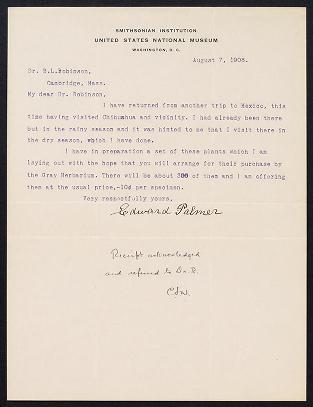 SMITHSONIAN INSTITUTION
UNITED STATES NATIONAL MUSEUM
WASHINGTON, D. C.
August 7, 1908.
Dr. B.L.Robinson,
Cambridge, Mass.
My dear Dr. Robinson,
I have returned from another trip to Mexico, this
time having visited Chihuahua and vicinity. I had already been there
but in the rainy season and it was hinted to me that I visit there in
the dry season, which I have done.
I have in preparation a set of these plants which I am
laying out with the hope that you will arrange for their purchase by
the Gray Herbarium. There will be about 300 of them and I am offering
them at the usual price,-10¢ per specimen.
Very respectfully yours,
Edward Palmer
Receipt acknowledged
and referred to Dr. R.